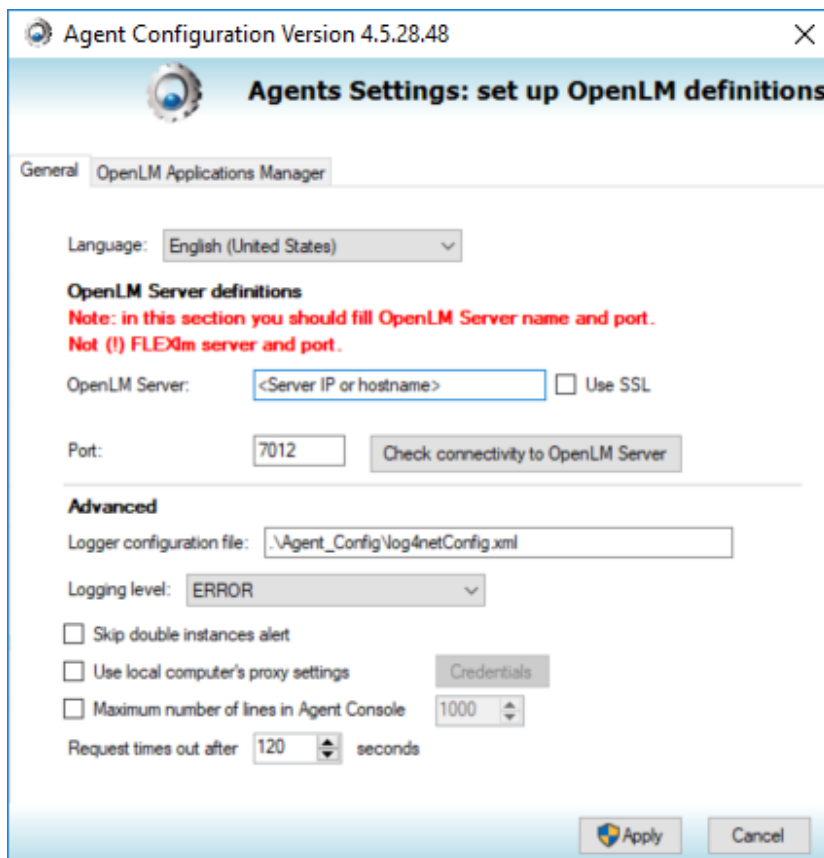 Agent Configuration Version 4.5.28.48
Agents Settings: set up OpenLM definitions
General OpenLM Applications Manager
Language: English (United States)
OpenLM Server definitions
Note: in this section you should fill OpenLM Server name and port.
Not (!) FLEXlm server and port.
OpenLM Server: <Server IP or hostname> Use SSL
Port: 7012 Check connectivity to OpenLM Server
Advanced
Logger configuration file: .\Agent_Config\log4netConfig.xml
Logging level: ERROR
Skip double instances alert
Use local computer's proxy settings Credentials
Maximum number of lines in Agent Console 1000
Request times out after 120 seconds
Apply Cancel